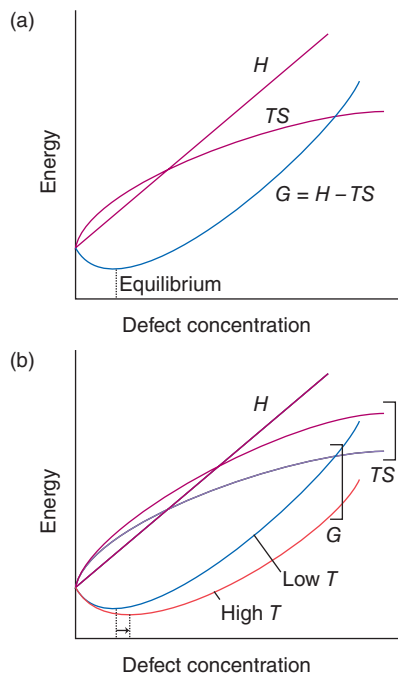 (a)
H
TS
G = H – TS
Energy
Equilibrium
Defect concentration
(b)
H
TS
G
Energy
Low T
High T
Defect concentration